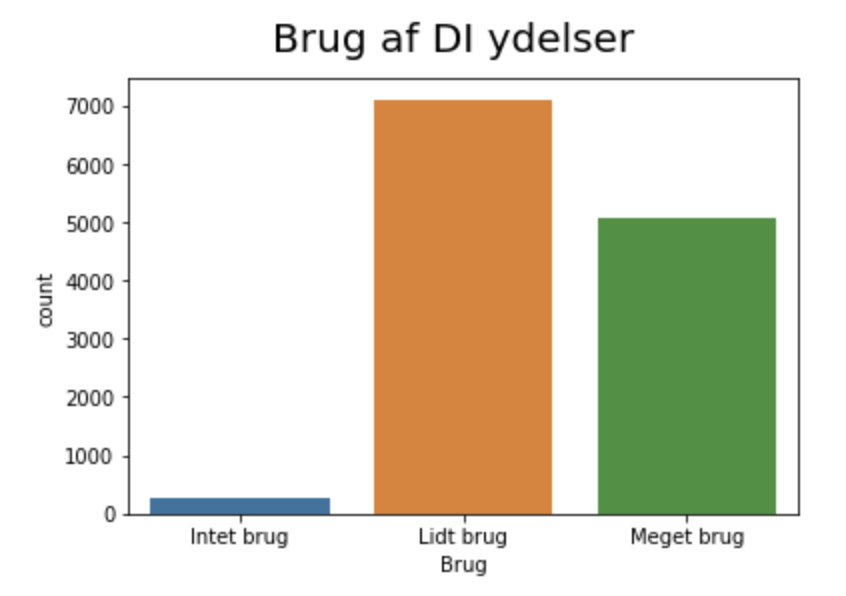 Brug af DI ydelser
7000
6000
5000
4000
3000
2000
1000
0
count
Intet brug
Lidt brug
Meget brug
Brug